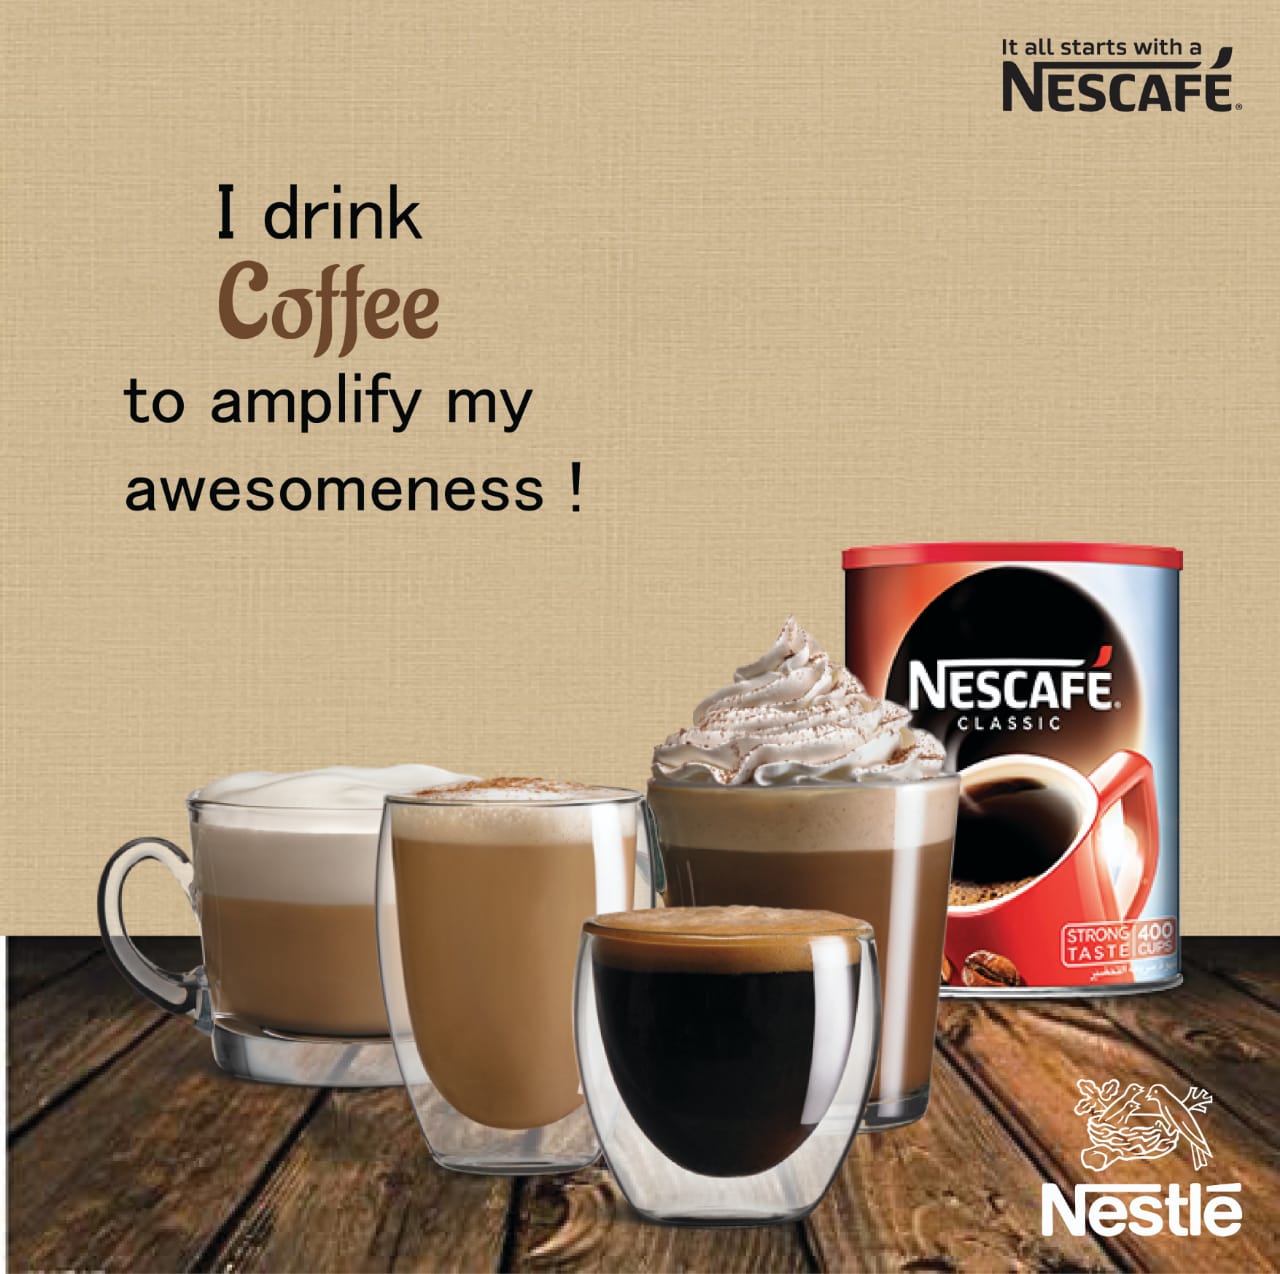 It all starts with a
NESCAFÉ®
I drink
Coffee
to amplify my
awesomeness !
NESCAFÉ®
CLASSIC
STRONG TASTE
400 CUPS
Nestlé